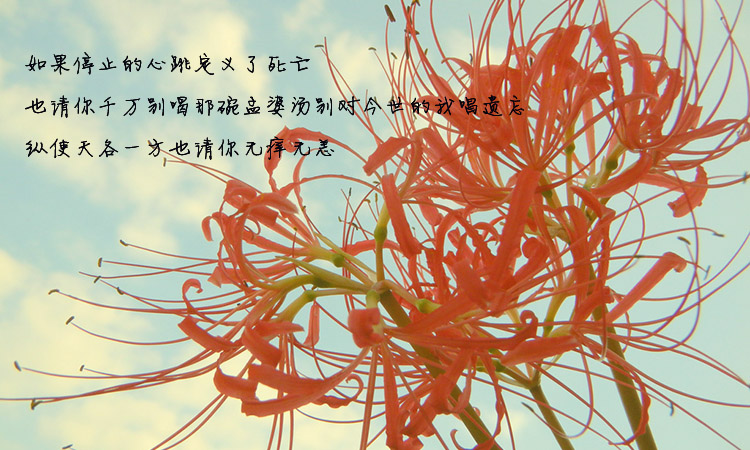 如果停止的心跳定义了死亡
也请你千万别喝那碗孟婆汤别对今世的我唱遗忘
纵使天各一方也请你无痒无恙